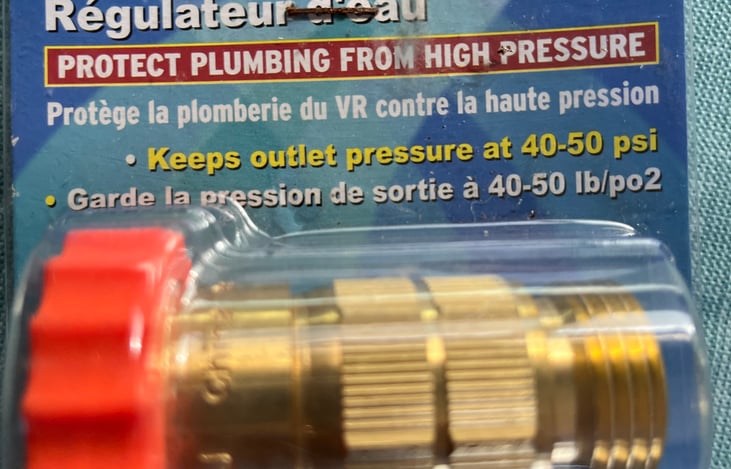 Régulateur d'eau
PROTECT PLUMBING FROM HIGH PRESSURE
Protège la plomberie du VR contre la haute pression
• Keeps outlet pressure at 40-50 psi
• Garde la pression de sortie à 40-50 lb/po2